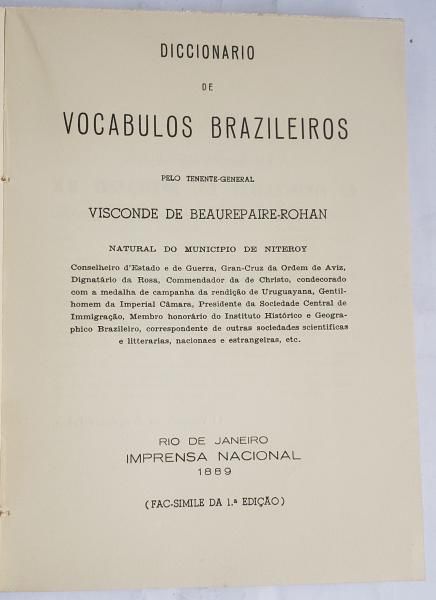 DICCIONARIO
DE
VOCABULOS BRAZILEIROS
PELO TENENTE-GENERAL
VISCONDE DE BEAUREPAIRE-ROHAN
NATURAL DO MUNICIPIO DE NITEROY
Conselheiro d'Estado e de Guerra, Gran-Cruz da Ordem de Aviz,
Dignatário da Rosa, Commendador da de Christo, condecorado
com a medalha de campanha da rendição de Uruguayana, Gentil-
homem da Imperial Câmara, Presidente da Sociedade Central de
Immigração, Membro honorário do Instituto Histórico e Geogra-
phico Brazileiro, correspondente de outras sociedades scientificas
e litterarias, nacionaes e estrangeiras, etc.
RIO DE JANEIRO
IMPRENSA NACIONAL
1889
(FAC-SIMILE DA 1.ª EDIÇÃO)